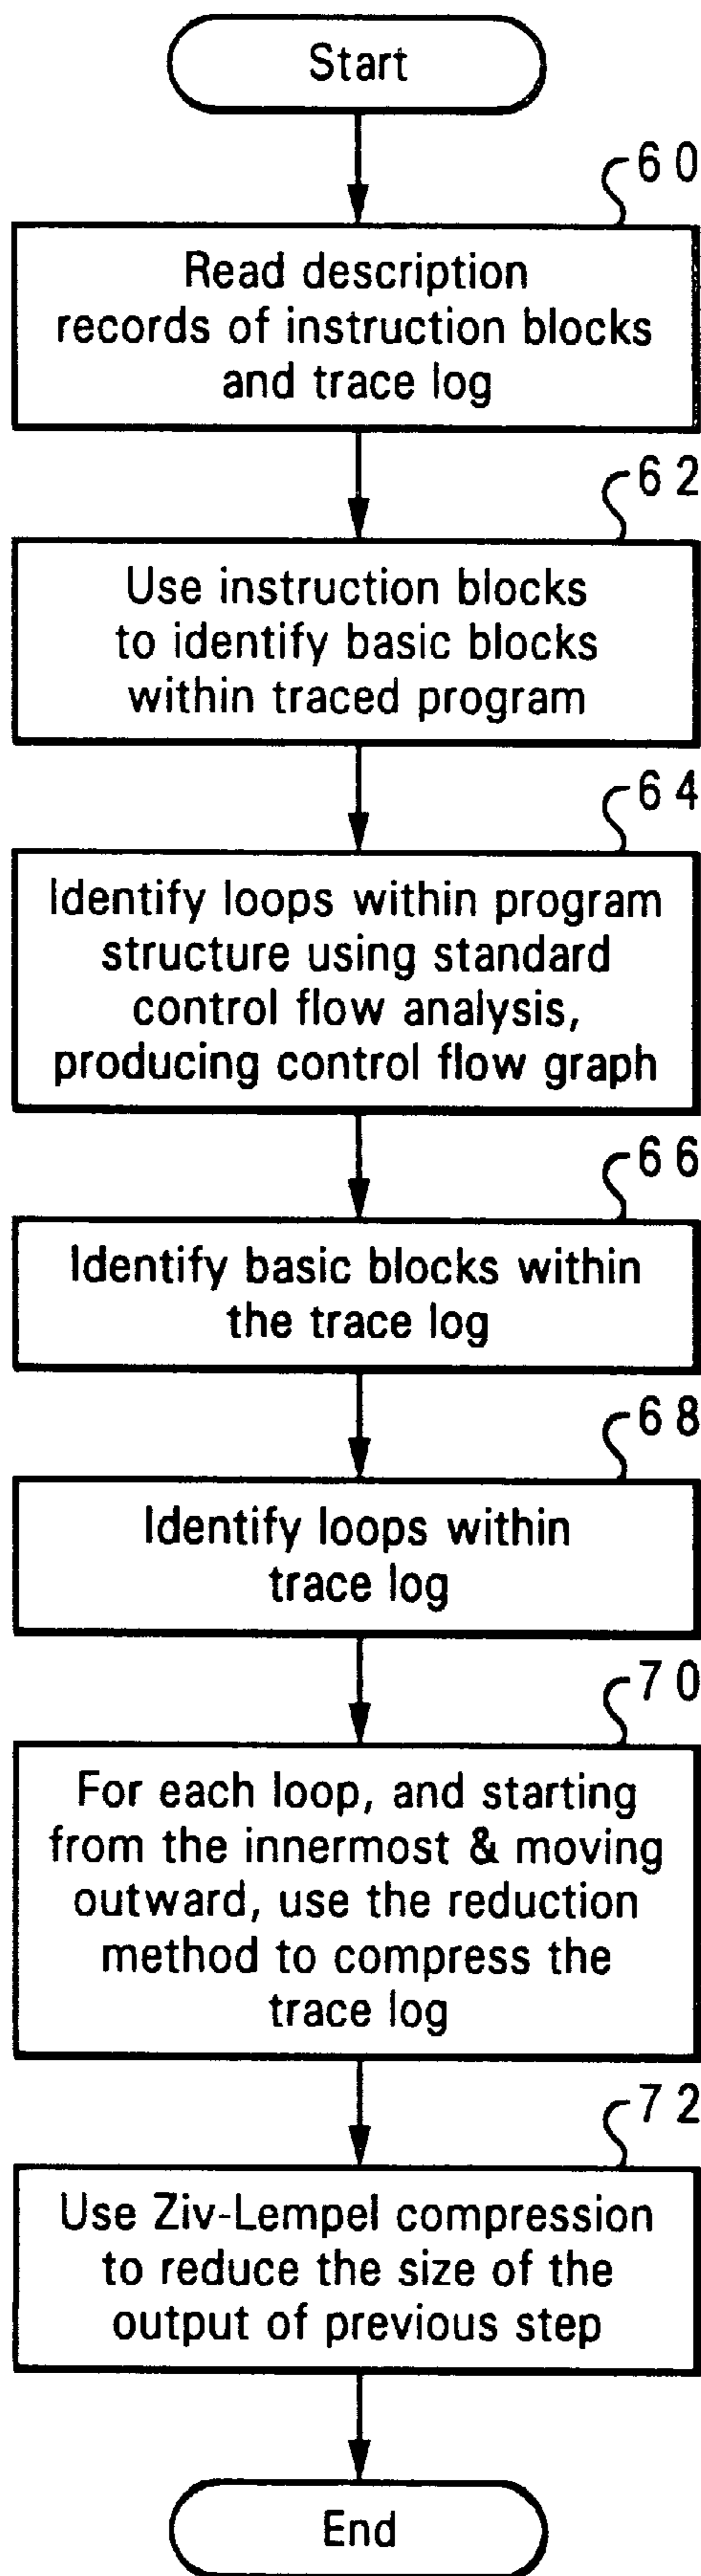 Start
60
Read description
records of instruction blocks
and trace log
62
Use instruction blocks
to identify basic blocks
within traced program
64
Identify loops within program
structure using standard
control flow analysis,
producing control flow graph
66
Identify basic blocks within
the trace log
68
Identify loops within
trace log
70
For each loop, and starting
from the innermost & moving
outward, use the reduction
method to compress the
trace log
72
Use Ziv-Lempel compression
to reduce the size of the
output of previous step
End